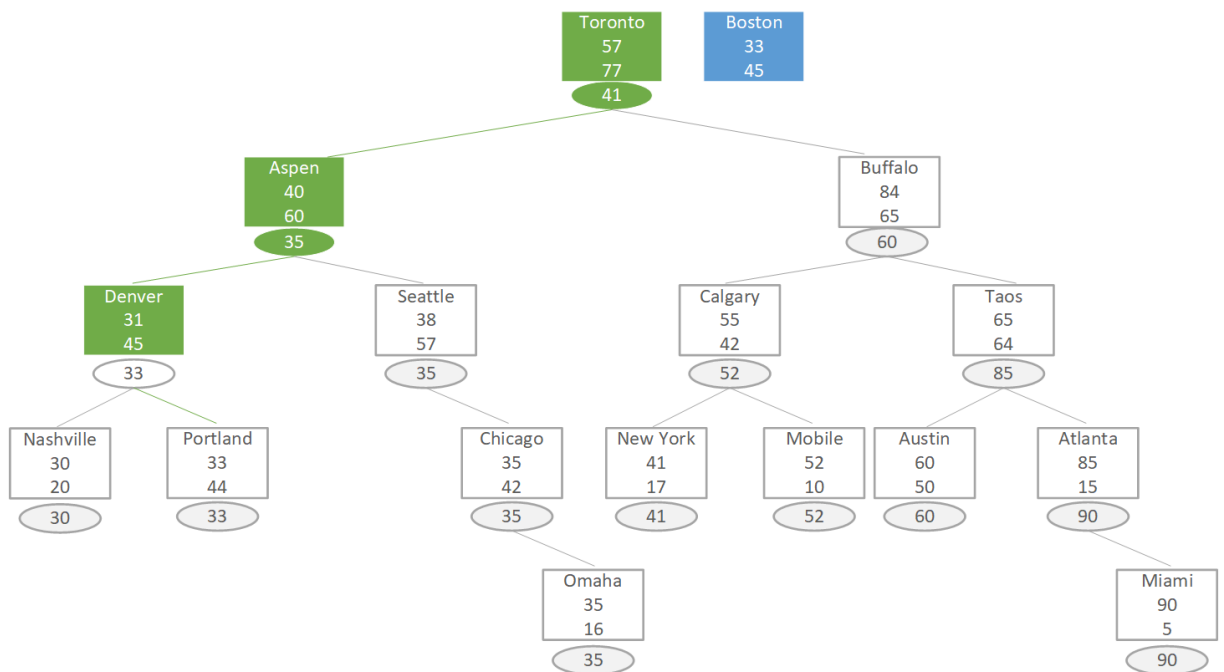 Toronto
57
77
41
Boston
33
45
Aspen
40
60
35
Buffalo
84
65
60
Denver
31
45
33
Seattle
38
57
35
Calgary
55
42
52
Taos
65
64
85
Nashville
30
20
30
Portland
33
44
33
Chicago
35
42
35
New York
41
17
41
Mobile
52
10
52
Austin
60
50
60
Atlanta
85
15
90
Omaha
35
16
35
Miami
90
5
90